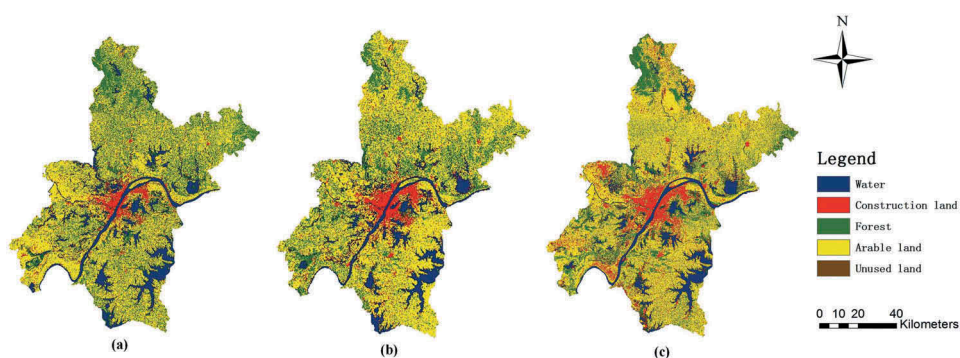 N
Legend
Water
Construction land
Forest
Arable land
Unused land
0 10 20 40
Kilometers
(a) (b) (c)